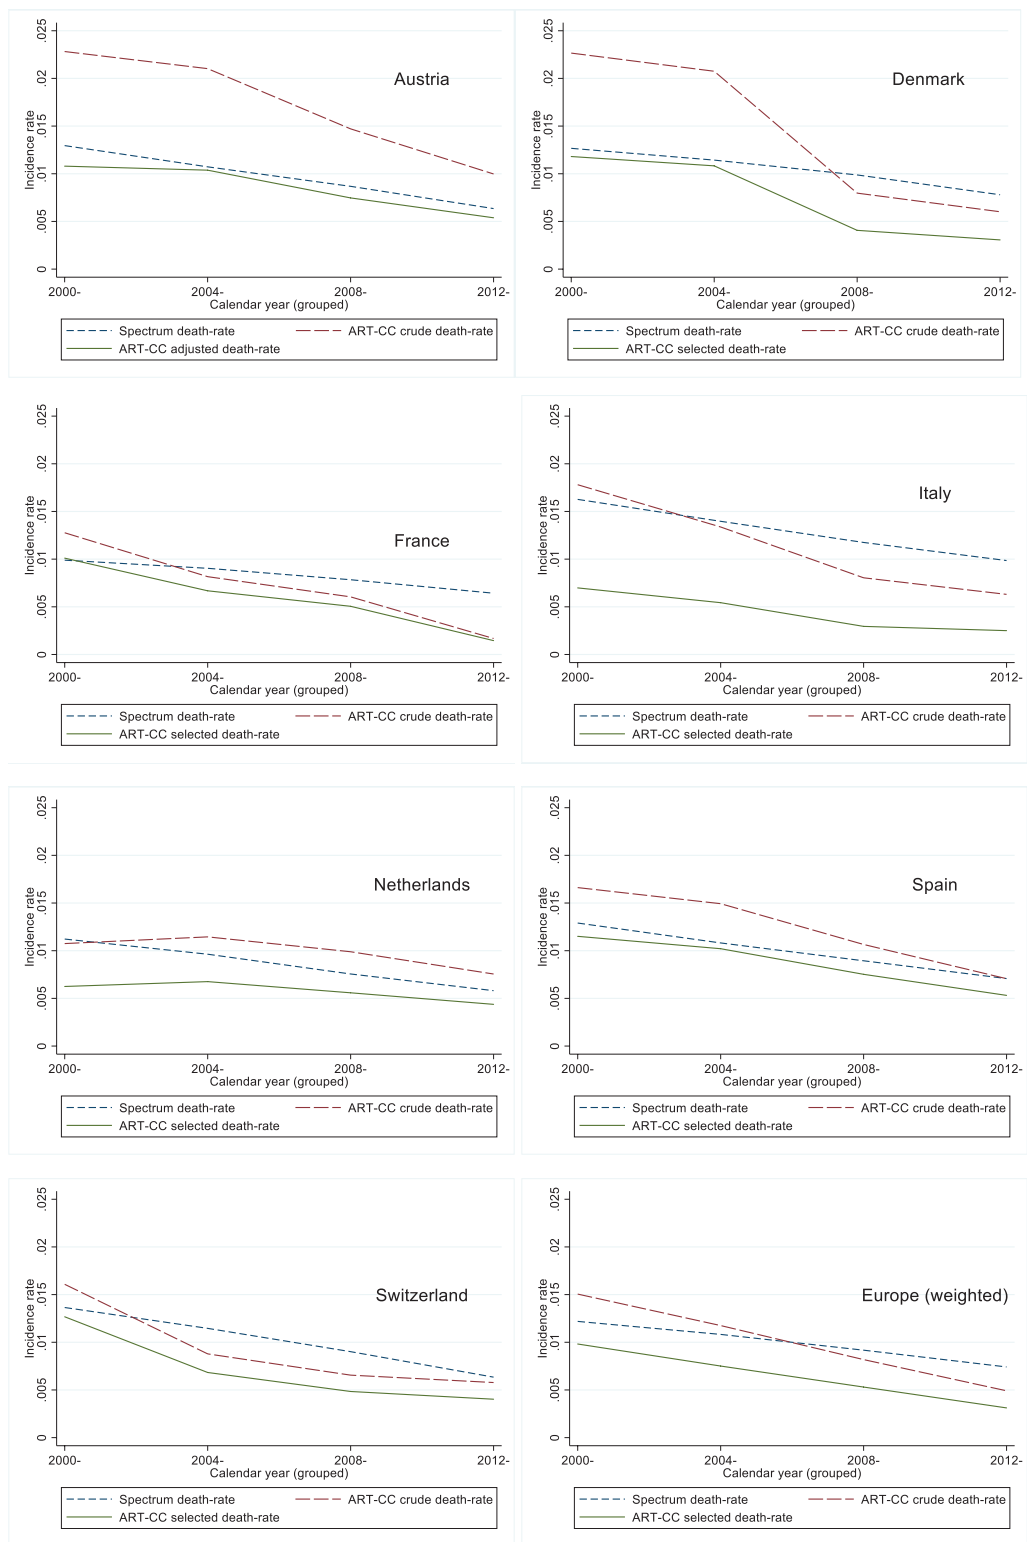 Austria
Incidence rate
.025
.02
.015
.01
.005
0
2000-
2004-
2008-
2012-
Calendar year (grouped)
Spectrum death-rate
ART-CC crude death-rate
ART-CC adjusted death-rate
Denmark
Incidence rate
.025
.02
.015
.01
.005
0
2000-
2004-
2008-
2012-
Calendar year (grouped)
Spectrum death-rate
ART-CC crude death-rate
ART-CC selected death-rate
France
Incidence rate
.025
.02
.015
.01
.005
0
2000-
2004-
2008-
2012-
Calendar year (grouped)
Spectrum death-rate
ART-CC crude death-rate
ART-CC selected death-rate
Italy
Incidence rate
.025
.02
.015
.01
.005
0
2000-
2004-
2008-
2012-
Calendar year (grouped)
Spectrum death-rate
ART-CC crude death-rate
ART-CC selected death-rate
Netherlands
Incidence rate
.025
.02
.015
.01
.005
0
2000-
2004-
2008-
2012-
Calendar year (grouped)
Spectrum death-rate
ART-CC crude death-rate
ART-CC selected death-rate
Spain
Incidence rate
.025
.02
.015
.01
.005
0
2000-
2004-
2008-
2012-
Calendar year (grouped)
Spectrum death-rate
ART-CC crude death-rate
ART-CC selected death-rate
Switzerland
Incidence rate
.025
.02
.015
.01
.005
0
2000-
2004-
2008-
2012-
Calendar year (grouped)
Spectrum death-rate
ART-CC crude death-rate
ART-CC selected death-rate
Europe (weighted)
Incidence rate
.025
.02
.015
.01
.005
0
2000-
2004-
2008-
2012-
Calendar year (grouped)
Spectrum death-rate
ART-CC crude death-rate
ART-CC selected death-rate